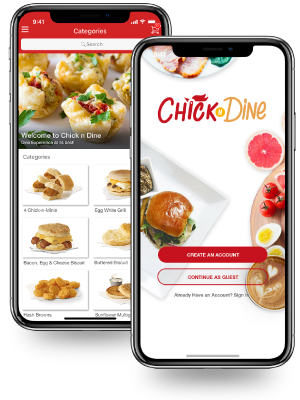 9:41
Categories
Search
Welcome to Chick n Dine
Categories
4 Chick-n-Minis
Egg White Grill
Bacon, Egg & Cheese Biscuit
Buttered Biscuit
Hash Browns
Sunflower Multig
CHICK n DINE
CREATE AN ACCOUNT
CONTINUE AS GUEST
Already Have an Account? Sign In